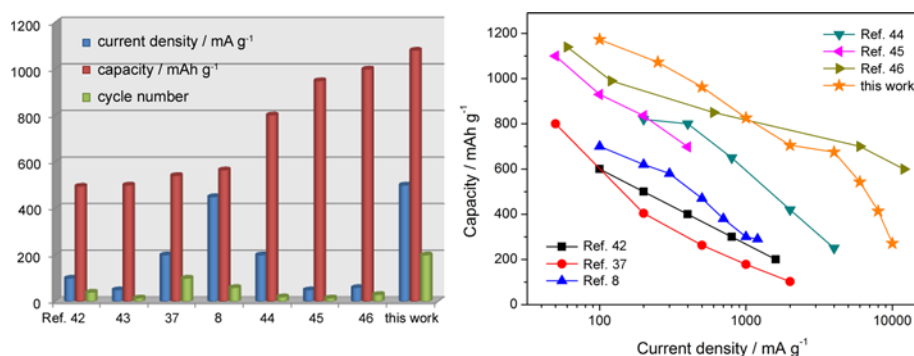 1200
1000
800
600
400
200
0
current density / mA g⁻¹
capacity / mAh g⁻¹
cycle number
Ref. 42 43 37 8 44 45 46 this work
Capacity / mAh g⁻¹
1200
1000
800
600
400
200
0
Ref. 44
Ref. 45
Ref. 46
this work
Ref. 42
Ref. 37
Ref. 8
100 1000 10000
Current density / mA g⁻¹